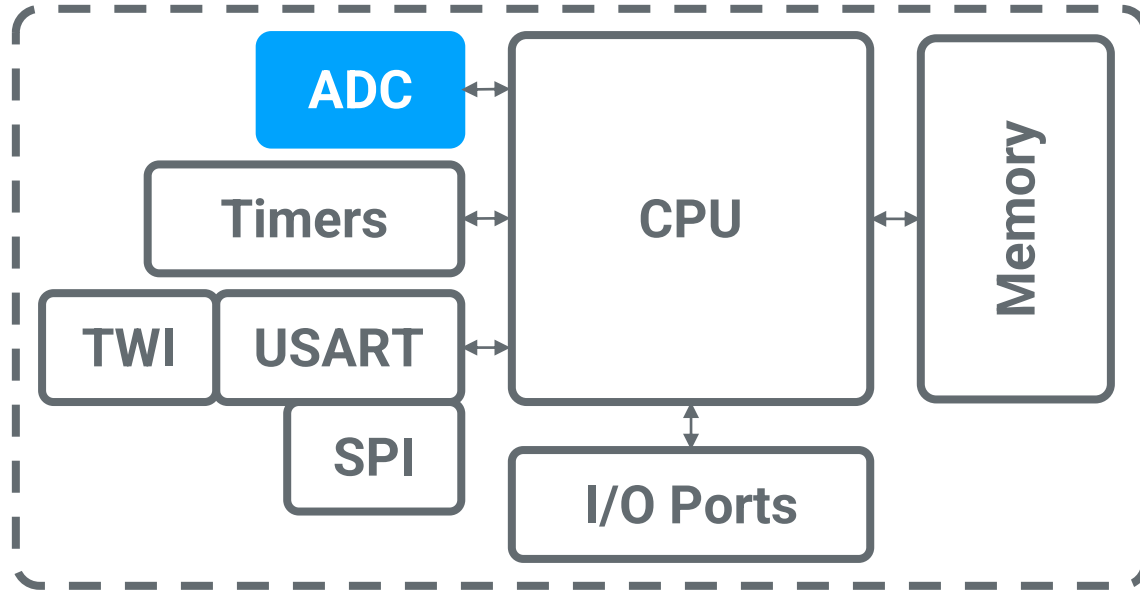 ADC
Timers
CPU
Memory
TWI
USART
SPI
I/O Ports